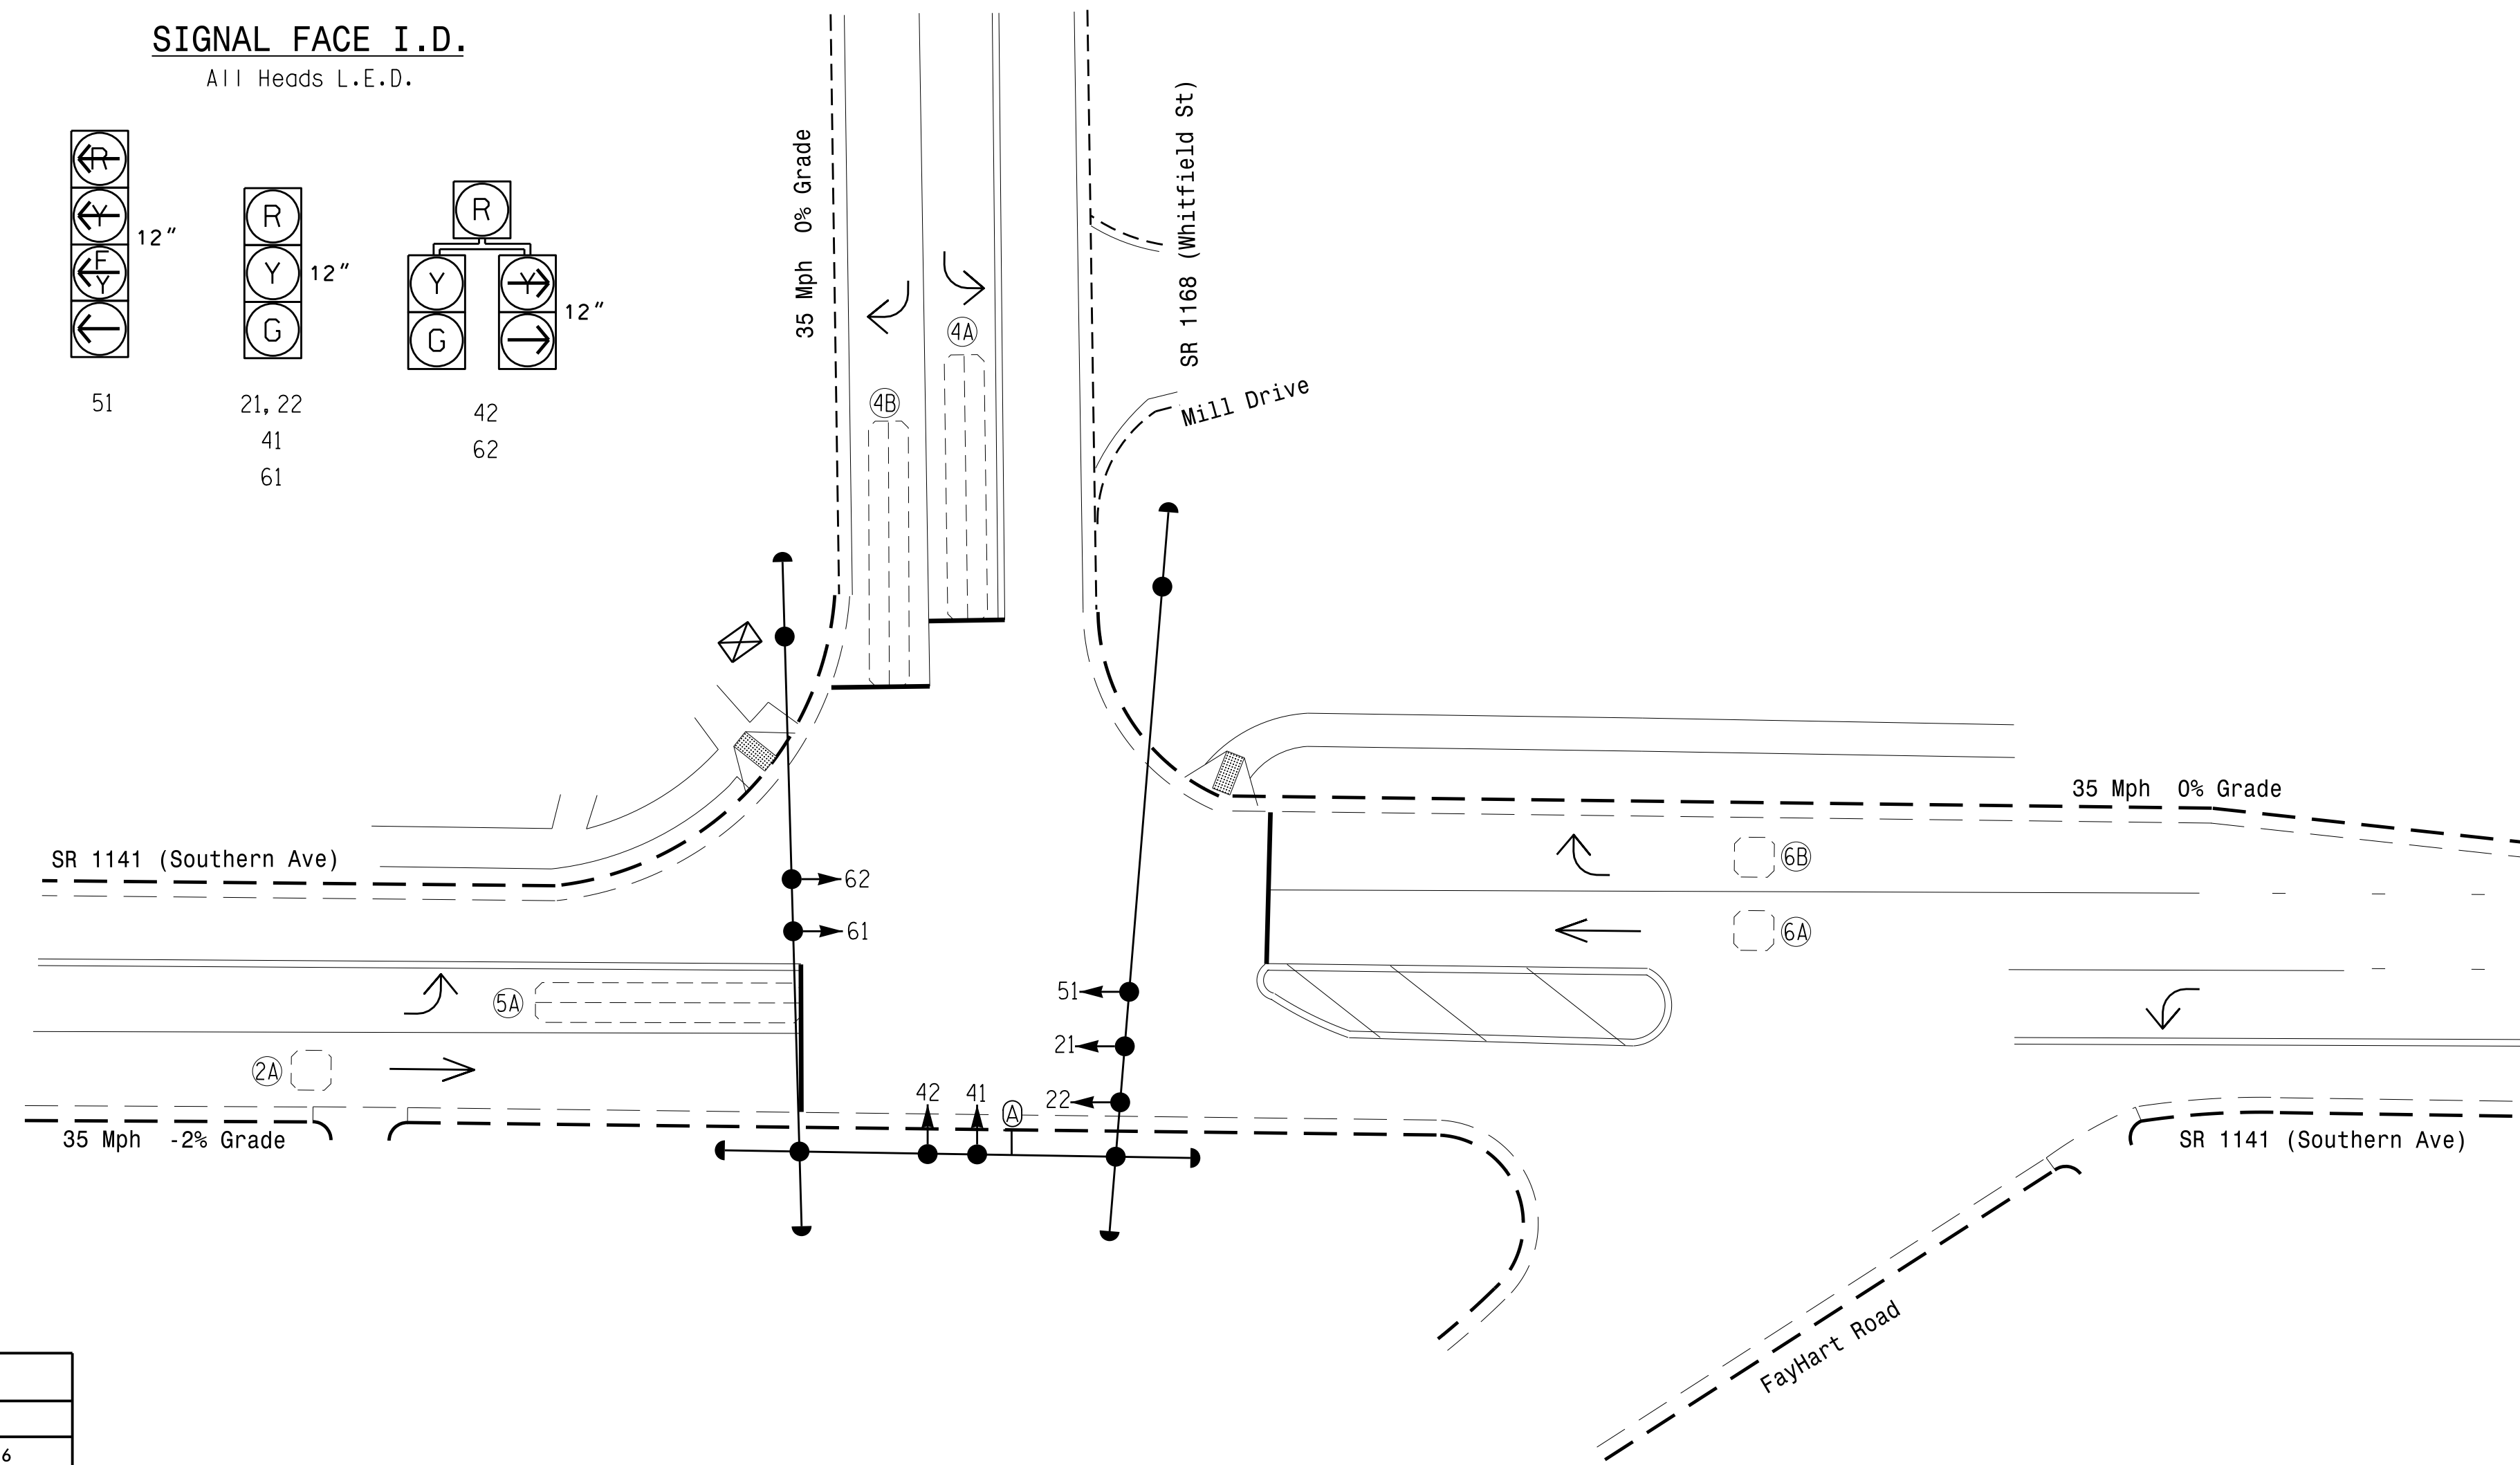 SIGNAL FACE I.D.
All Heads L.E.D.
R
Y
F
Y
12"
51
R
Y
G
12"
21, 22
41
61
R
Y
G
Y
12"
42
62
35 Mph 0% Grade
SR 1168 (Whitfield St)
Mill Drive
4A
4B
SR 1141 (Southern Ave)
62
61
5A
2A
35 Mph -2% Grade
51
21
22
42
41
A
35 Mph 0% Grade
6B
6A
SR 1141 (Southern Ave)
FayHart Road
6